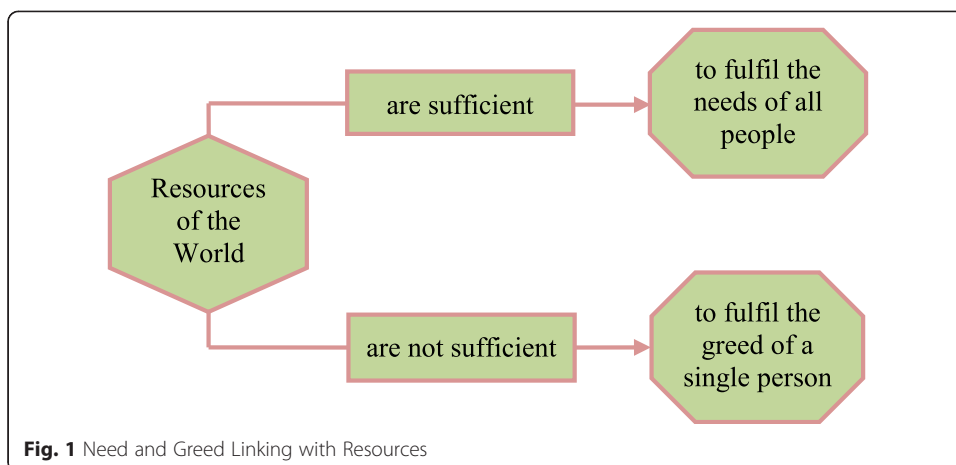 Resources
of the
World
are sufficient
to fulfil the
needs of all
people
are not sufficient
to fulfil the
greed of a
single person
Fig. 1 Need and Greed Linking with Resources